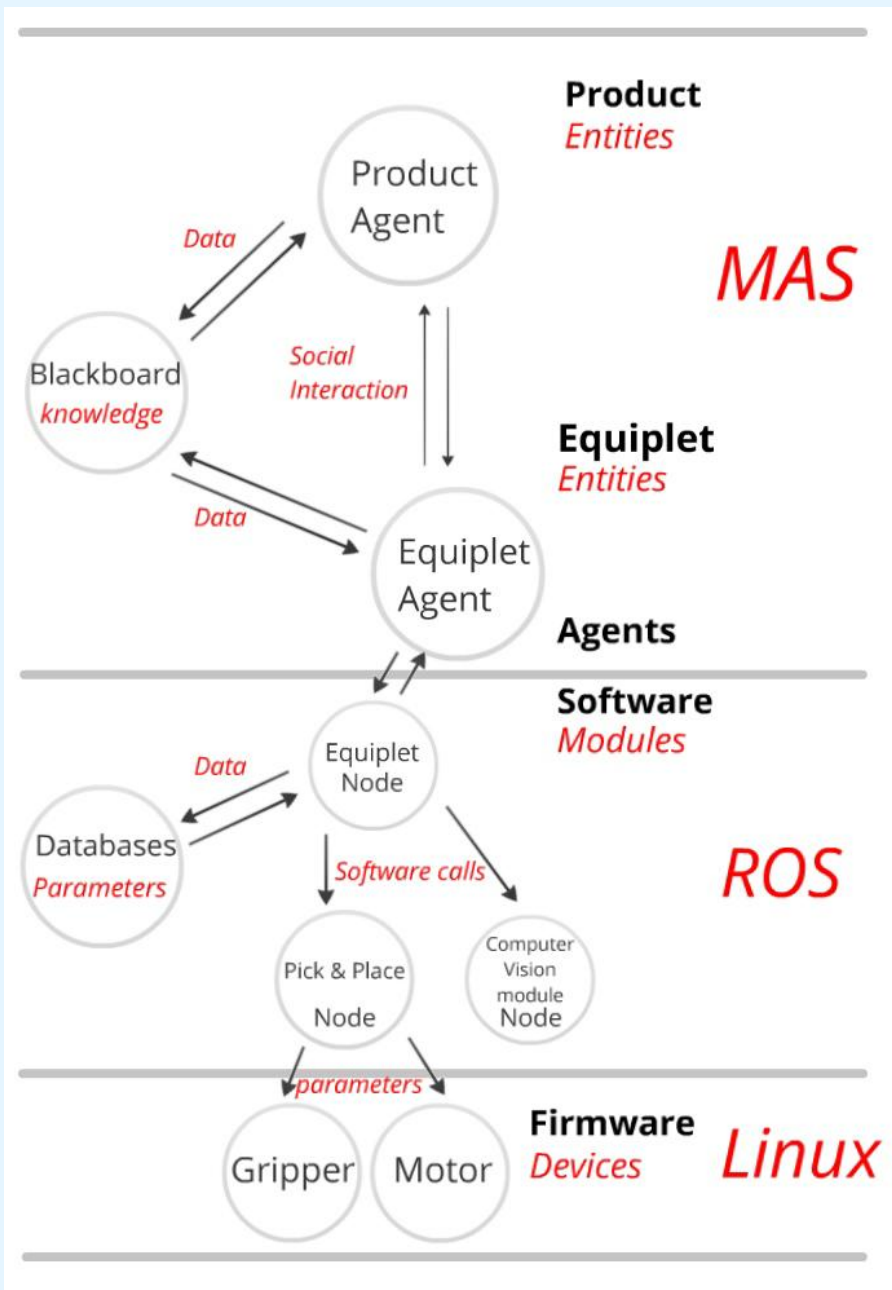 Product
Entities
Product
Agent
Data
MAS
Social
Interaction
Blackboard
knowledge
Equiplet
Entities
Data
Equiplet
Agent
Agents
Software
Modules
Equiplet
Node
Data
Databases
Parameters
Software calls
ROS
Computer
Vision
module
Node
Pick & Place
Node
parameters
Firmware
Devices
Linux
Gripper
Motor